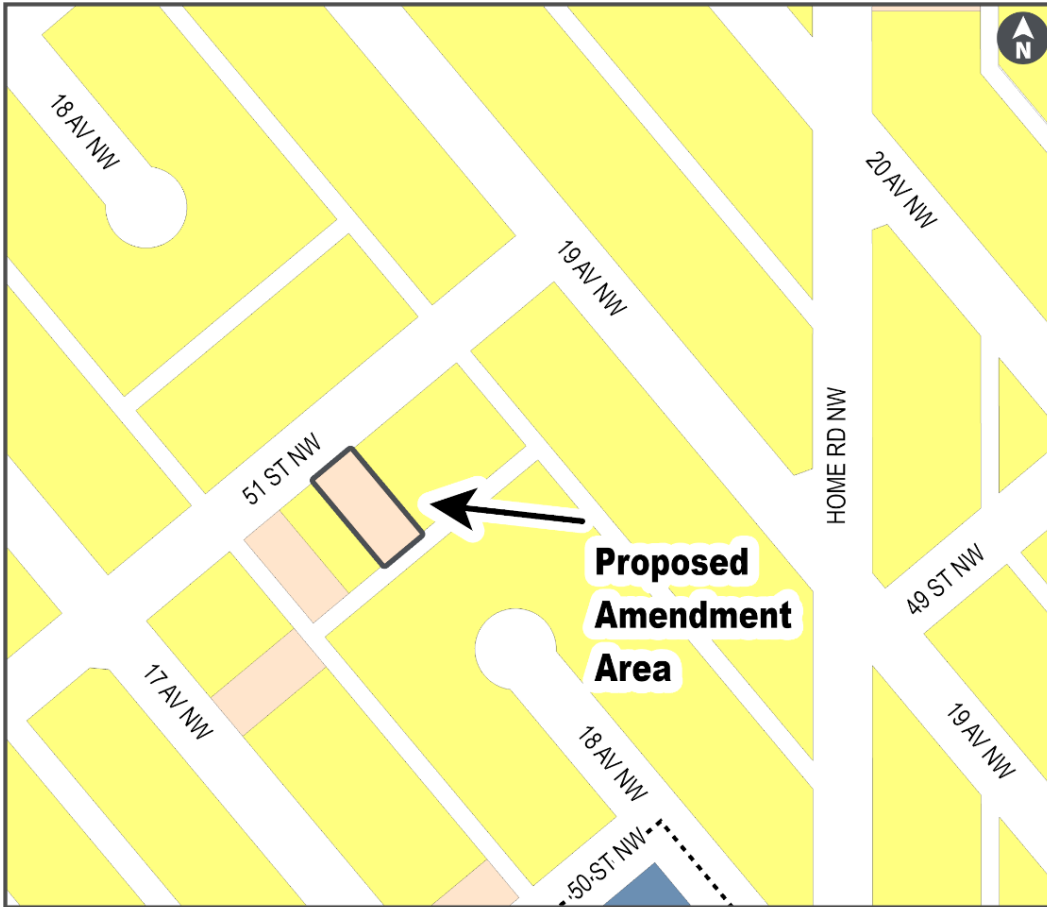 N
18 AV NW
20 AV NW
19 AV NW
HOME RD NW
51 ST NW
Proposed
Amendment
Area
49 ST NW
17 AV NW
18 AV NW
19 AV NW
50 ST NW